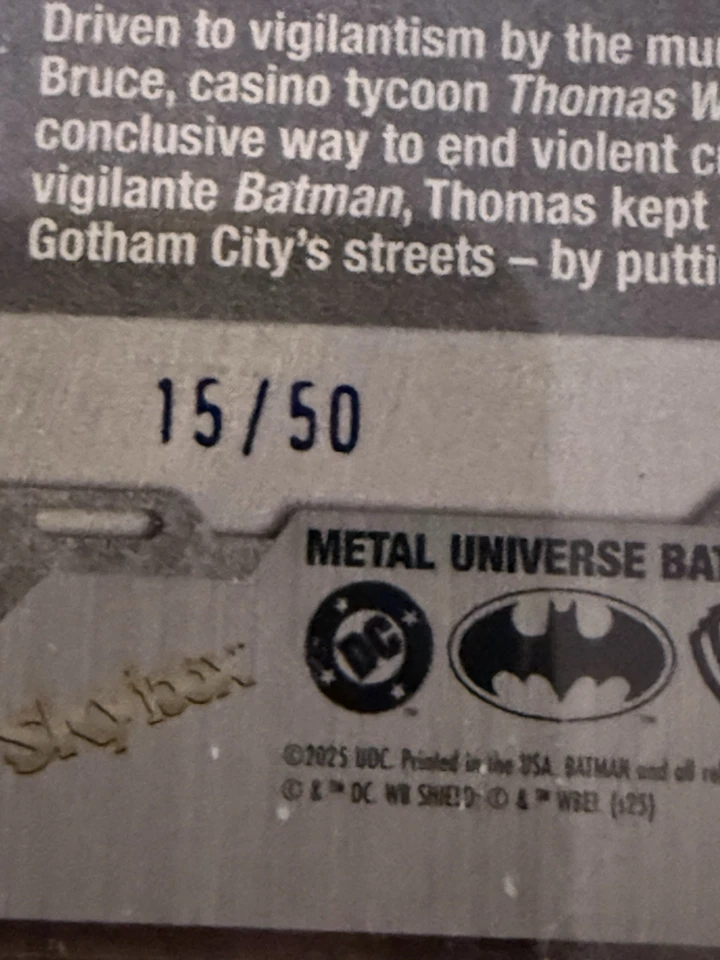 Driven to vigilantism by the mu
Bruce, casino tycoon Thomas W
conclusive way to end violent c
vigilante Batman, Thomas kept
Gotham City's streets – by putti
15/50
METAL UNIVERSE BAT
DC
skybox
©2025 UDC. Printed in the USA. BATMAN and all re
© & ™ DC. WB SHIELD: © & ™ WBEI. (s25)